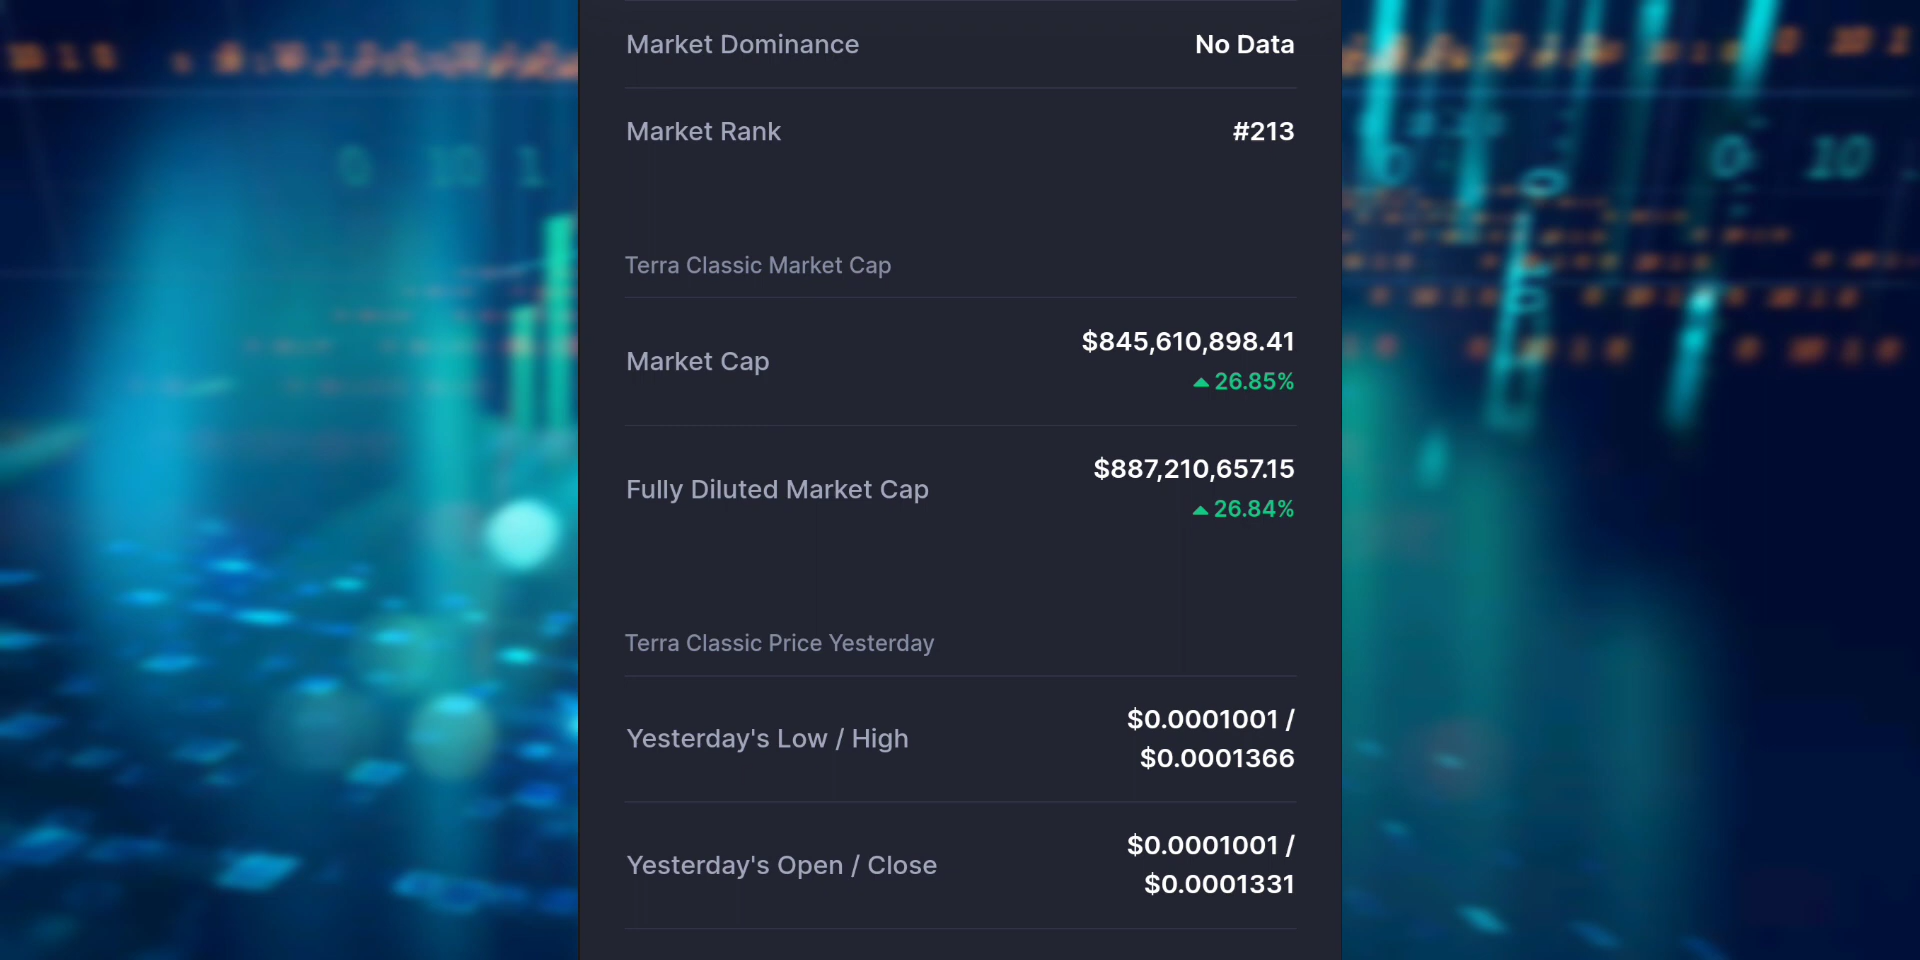 Market Dominance No Data
Market Rank #213
Terra Classic Market Cap
Market Cap $845,610,898.41
26.85%
Fully Diluted Market Cap $887,210,657.15
26.84%
Terra Classic Price Yesterday
Yesterday's Low / High $0.0001001 /
$0.0001366
Yesterday's Open / Close $0.0001001 /
$0.0001331